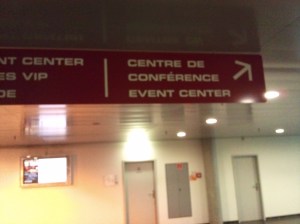 NT CENTER
ES VIP
DE
CENTRE DE
CONFÉRENCE
EVENT CENTER